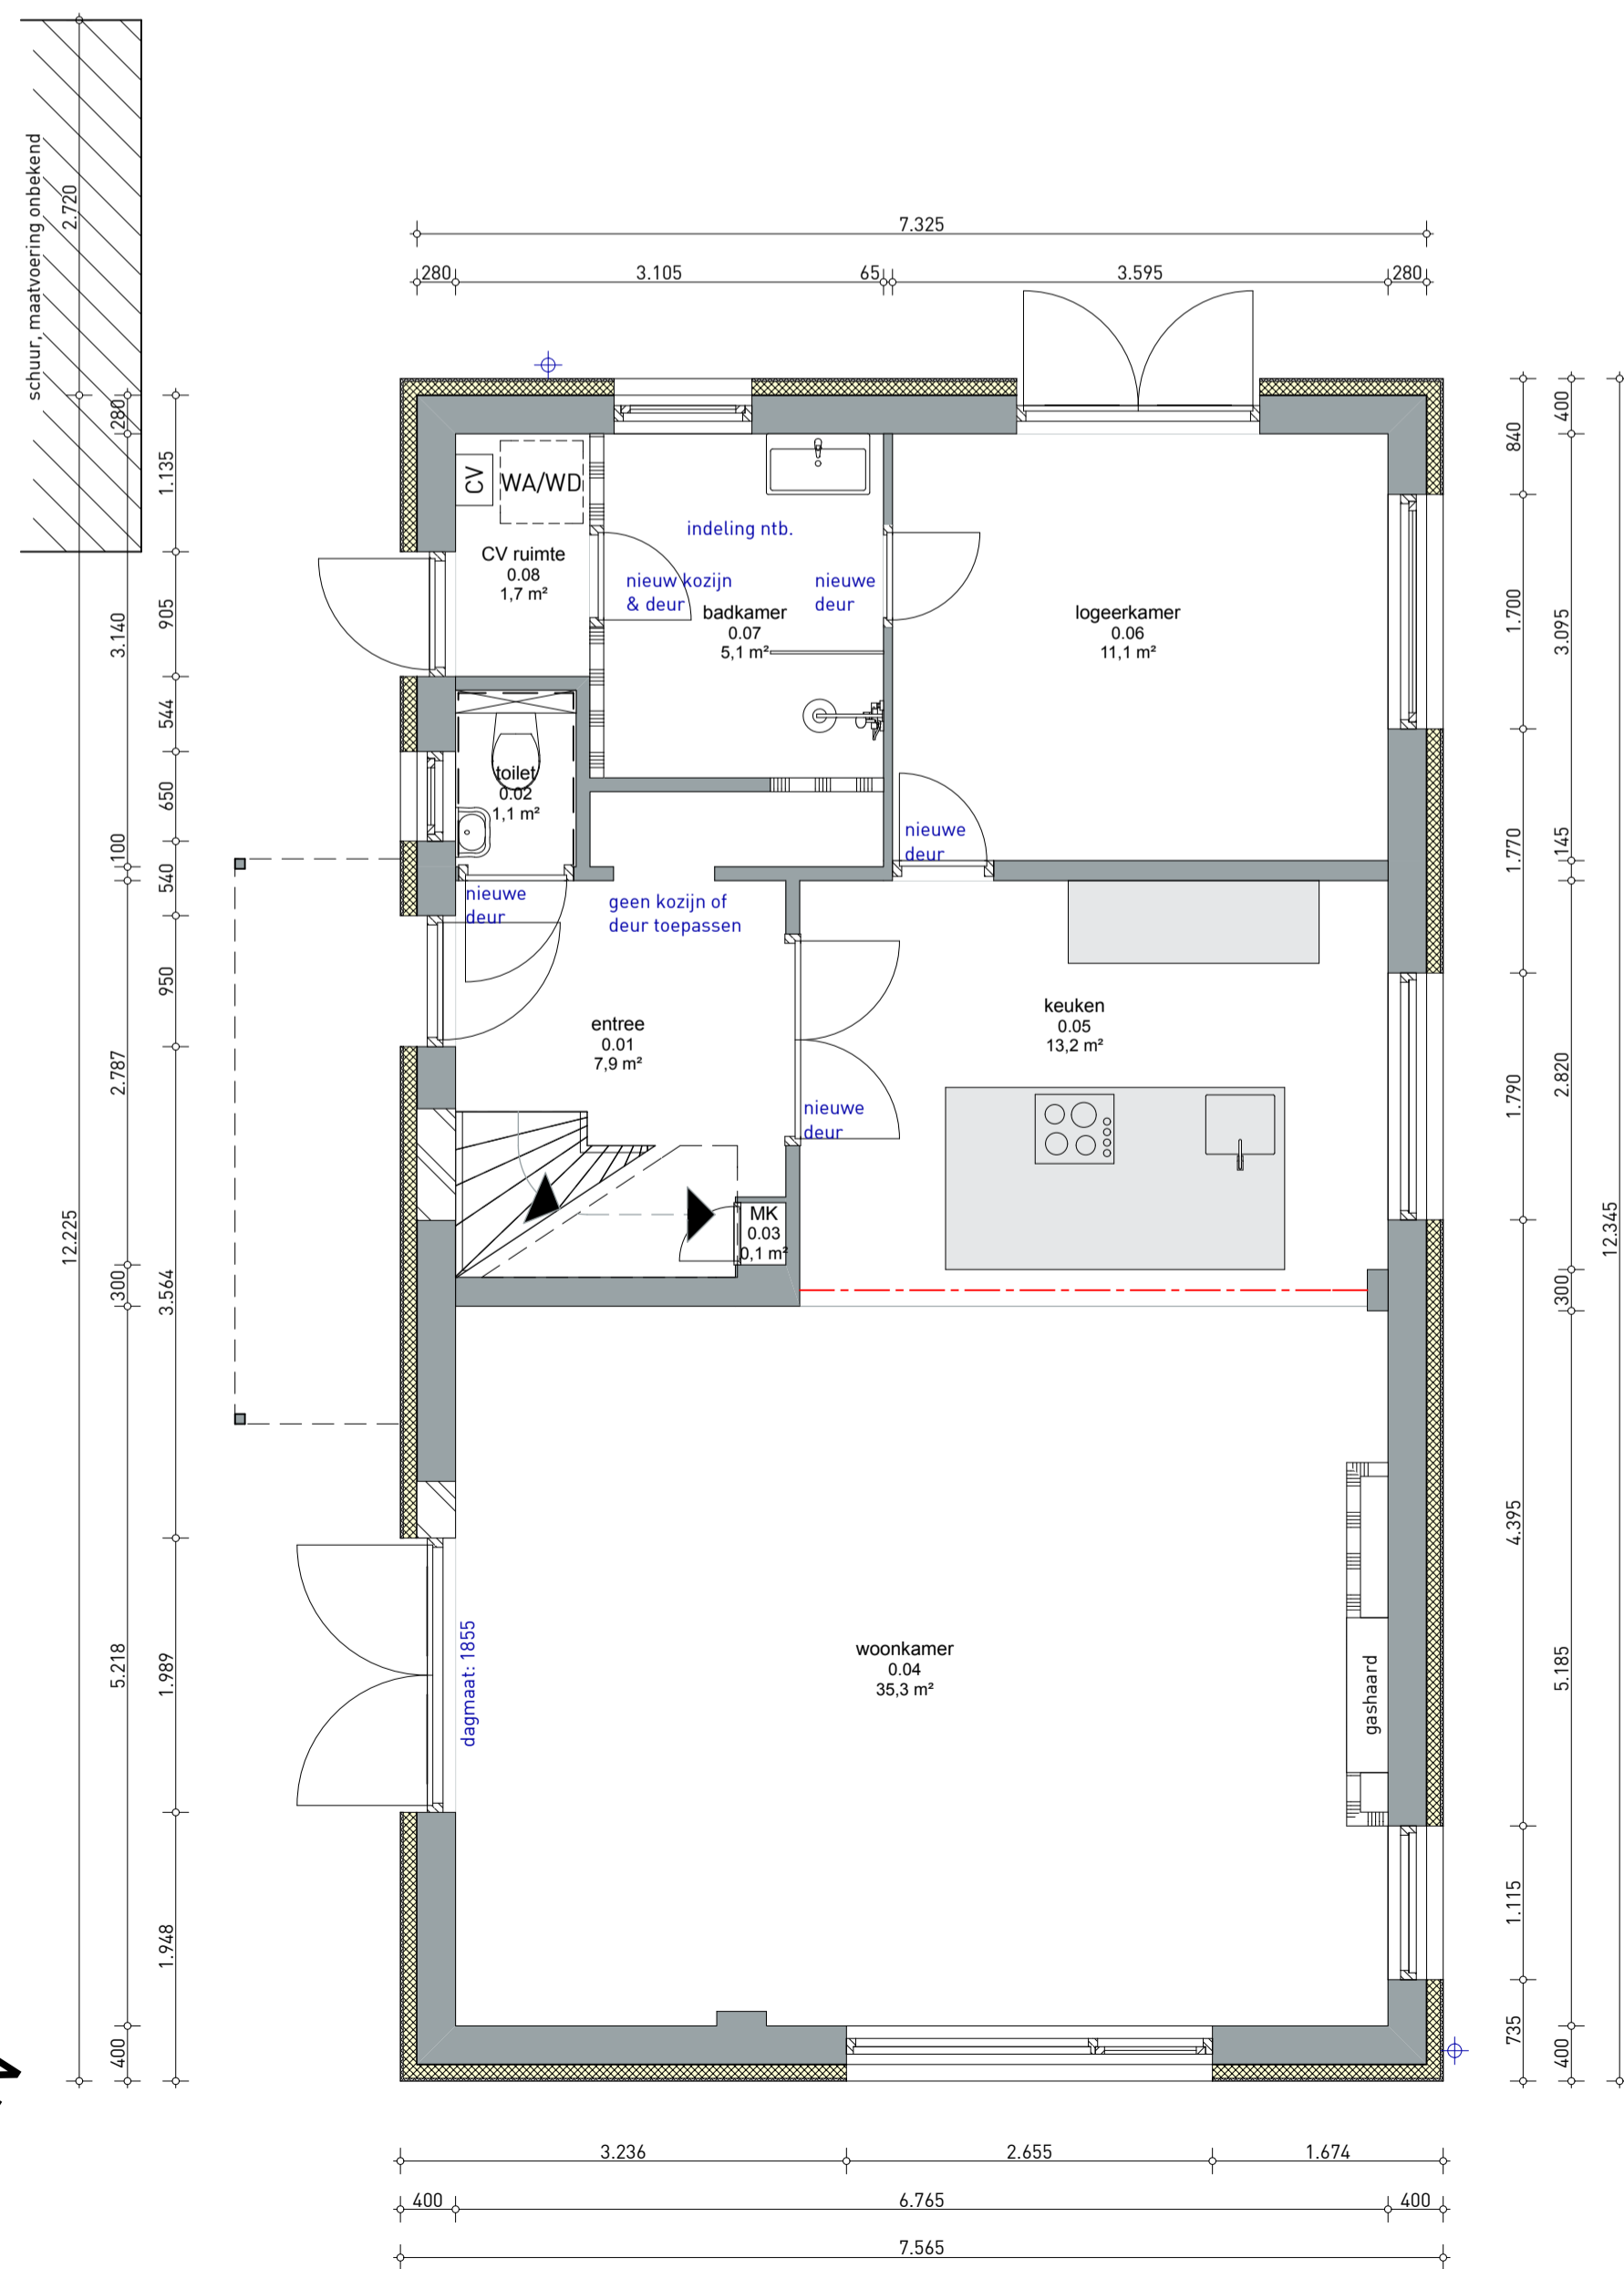 schuur, maatvoering onbekend
2.720
12.225
280
3.140
100
2.787
300
5.218
400
1.135
905
544
650
540
950
3.564
1.989
1.948
7.325
280
3.105
65
3.595
280
CV
WA/WD
CV ruimte
0.08
1,7 m²
indeling ntb.
nieuw kozijn
& deur
nieuwe
deur
badkamer
0.07
5,1 m²
logeerkamer
0.06
11,1 m²
toilet
0.02
1,1 m²
nieuwe
deur
nieuwe
deur
geen kozijn of
deur toepassen
entree
0.01
7,9 m²
keuken
0.05
13,2 m²
nieuwe
deur
MK
0.03
0,1 m²
woonkamer
0.04
35,3 m²
dagmaat: 1855
gashaard
840
1.700
1.770
1.790
4.395
1.115
735
400
3.095
145
2.820
300
5.185
400
12.345
3.236
2.655
1.674
400
6.765
400
7.565